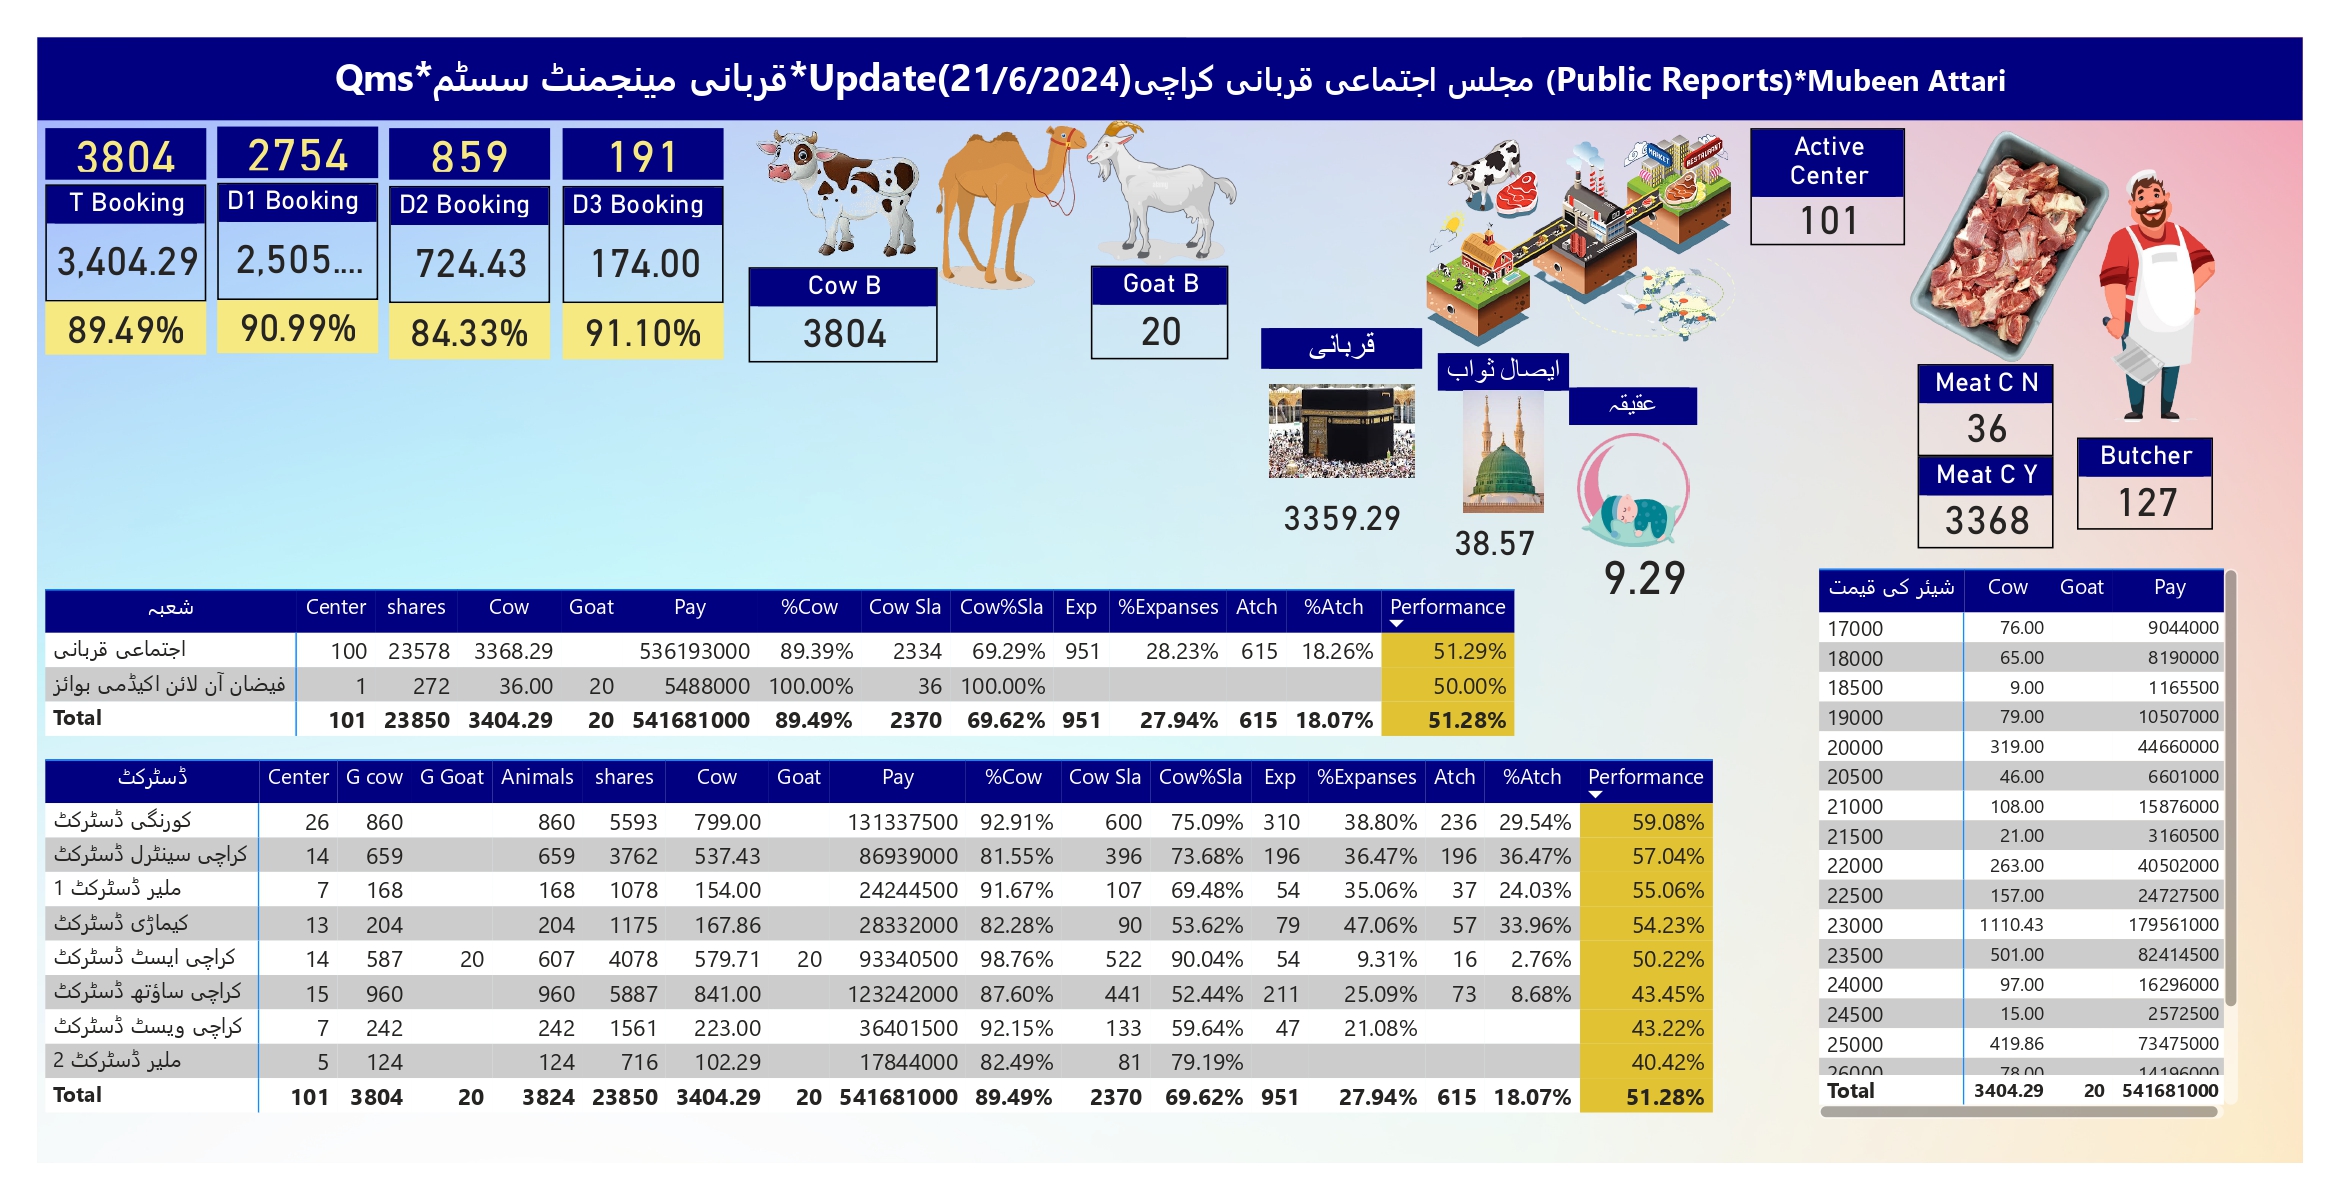 Qms*قربانی مینجمنٹ سسٹم*Update(21/6/2024)مجلس اجتماعی قربانی کراچی (Public Reports)*Mubeen Attari
3804 2754 859 191
T Booking D1 Booking D2 Booking D3 Booking
3,404.29 2,505.... 724.43 174.00
89.49% 90.99% 84.33% 91.10%
Cow B
3804
Goat B
20
MARKET RESTAURANT
Active Center
101
قربانی
3359.29
ایصال ثواب
38.57
عقیقہ
9.29
Meat C N
36
Meat C Y
3368
Butcher
127
شعبہ Center shares Cow Goat Pay %Cow Cow Sla Cow%Sla Exp %Expanses Atch %Atch Performance
اجتماعی قربانی 100 23578 3368.29 536193000 89.39% 2334 69.29% 951 28.23% 615 18.26% 51.29%
فیضان آن لائن اکیڈمی بوائز 1 272 36.00 20 5488000 100.00% 36 100.00% 50.00%
Total 101 23850 3404.29 20 541681000 89.49% 2370 69.62% 951 27.94% 615 18.07% 51.28%
ڈسٹرکٹ Center G cow G Goat Animals shares Cow Goat Pay %Cow Cow Sla Cow%Sla Exp %Expanses Atch %Atch Performance
کورنگی ڈسٹرکٹ 26 860 860 5593 799.00 131337500 92.91% 600 75.09% 310 38.80% 236 29.54% 59.08%
کراچی سینٹرل ڈسٹرکٹ 14 659 659 3762 537.43 86939000 81.55% 396 73.68% 196 36.47% 196 36.47% 57.04%
ملیر ڈسٹرکٹ 1 7 168 168 1078 154.00 24244500 91.67% 107 69.48% 54 35.06% 37 24.03% 55.06%
کیماڑی ڈسٹرکٹ 13 204 204 1175 167.86 28332000 82.28% 90 53.62% 79 47.06% 57 33.96% 54.23%
کراچی ایسٹ ڈسٹرکٹ 14 587 20 607 4078 579.71 20 93340500 98.76% 522 90.04% 54 9.31% 16 2.76% 50.22%
کراچی ساؤتھ ڈسٹرکٹ 15 960 960 5887 841.00 123242000 87.60% 441 52.44% 211 25.09% 73 8.68% 43.45%
کراچی ویسٹ ڈسٹرکٹ 7 242 242 1561 223.00 36401500 92.15% 133 59.64% 47 21.08% 43.22%
ملیر ڈسٹرکٹ 2 5 124 124 716 102.29 17844000 82.49% 81 79.19% 40.42%
Total 101 3804 20 3824 23850 3404.29 20 541681000 89.49% 2370 69.62% 951 27.94% 615 18.07% 51.28%
شیئر کی قیمت Cow Goat Pay
17000 76.00 9044000
18000 65.00 8190000
18500 9.00 1165500
19000 79.00 10507000
20000 319.00 44660000
20500 46.00 6601000
21000 108.00 15876000
21500 21.00 3160500
22000 263.00 40502000
22500 157.00 24727500
23000 1110.43 179561000
23500 501.00 82414500
24000 97.00 16296000
24500 15.00 2572500
25000 419.86 73475000
26000 78.00 14196000
Total 3404.29 20 541681000